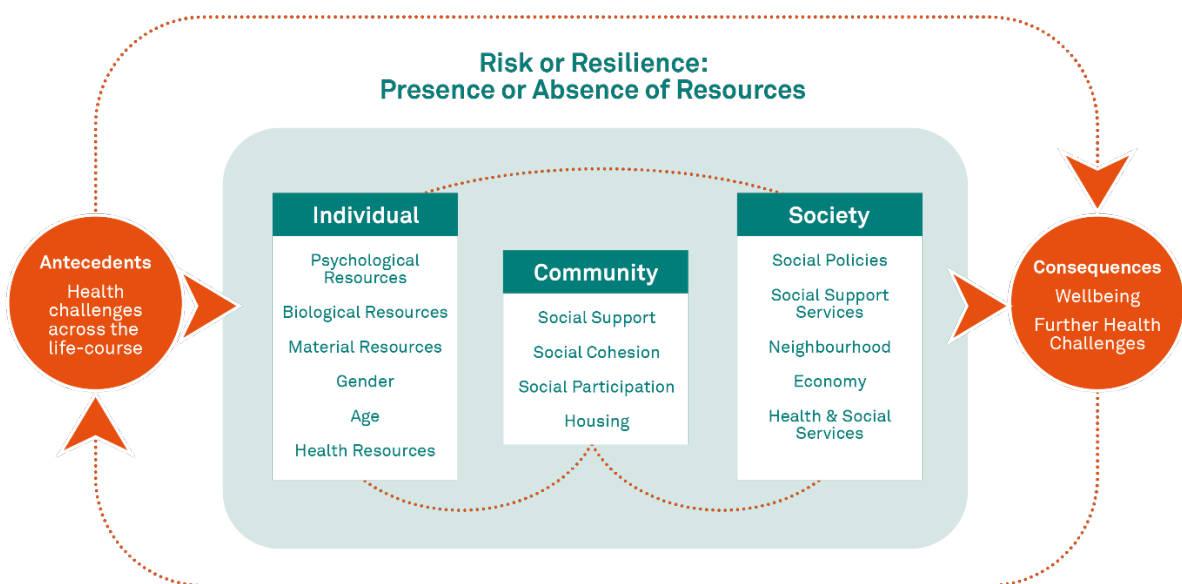 Risk or Resilience:
Presence or Absence of Resources
Antecedents
Health
challenges
across the
life-course
Individual
Psychological
Resources
Biological Resources
Material Resources
Gender
Age
Health Resources
Community
Social Support
Social Cohesion
Social Participation
Housing
Society
Social Policies
Social Support
Services
Neighbourhood
Economy
Health & Social
Services
Consequences
Wellbeing
Further Health
Challenges